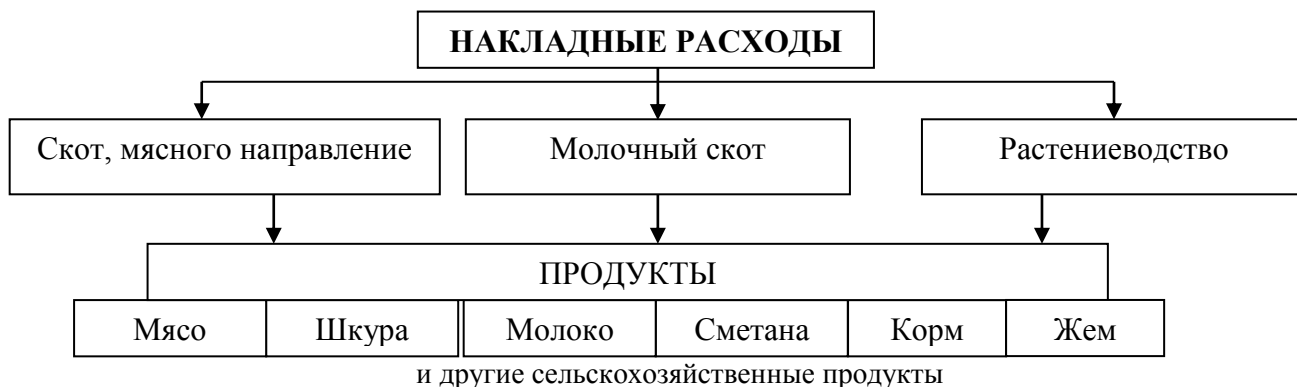 НАКЛАДНЫЕ РАСХОДЫ
Скот, мясного направление
Молочный скот
Растениеводство
ПРОДУКТЫ
Мясо
Шкура
Молоко
Сметана
Корм
Жем
и другие сельскохозяйственные продукты